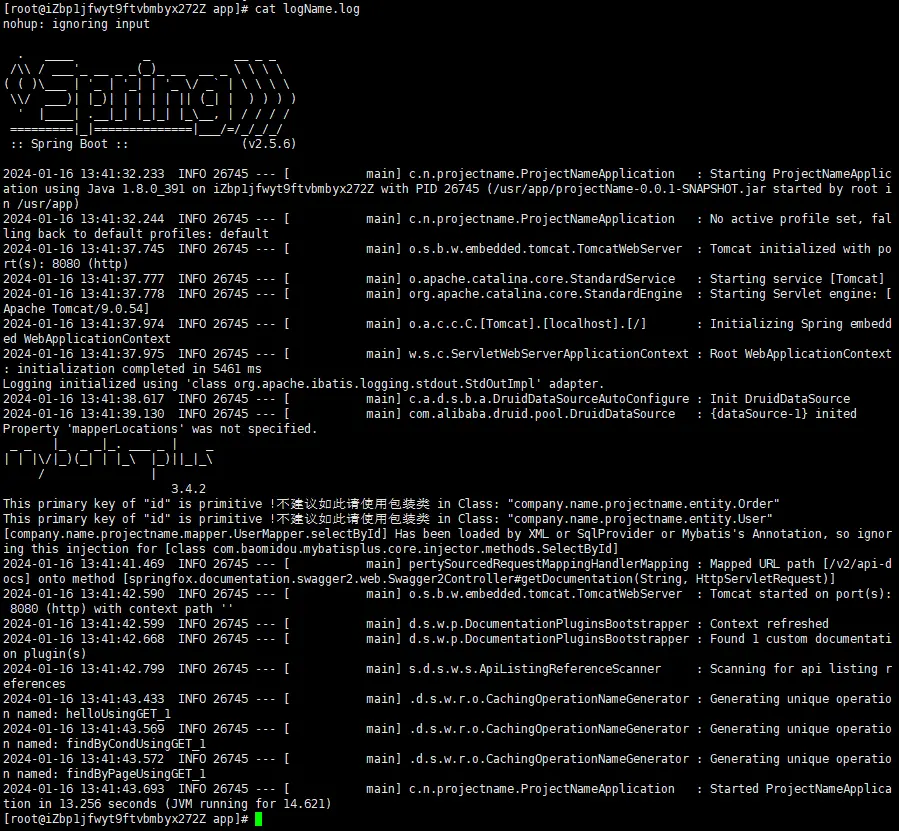 [root@iZbp1jfwyt9ftvbmbyx272Z app]# cat logName.log
nohup: ignoring input

  .   ____          _            __ _ _
 /\\ / ___'_ __ _ _(_)_ __  __ _ \ \ \ \
( ( )\___ | '_ | '_| | '_ \/ _` | \ \ \ \
 \\/  ___)| |_)| | | | | || (_| |  ) ) ) )
  '  |____| .__|_| |_|_| |_\__, | / / / /
 =========|_|==============|___/=/_/_/_/
 :: Spring Boot ::                (v2.5.6)

2024-01-16 13:41:32.233  INFO 26745 --- [           main] c.n.projectname.ProjectNameApplication   : Starting ProjectNameApplic
ation using Java 1.8.0_391 on iZbp1jfwyt9ftvbmbyx272Z with PID 26745 (/usr/app/projectName-0.0.1-SNAPSHOT.jar started by root i
n /usr/app)
2024-01-16 13:41:32.244  INFO 26745 --- [           main] c.n.projectname.ProjectNameApplication   : No active profile set, fal
ling back to default profiles: default
2024-01-16 13:41:37.745  INFO 26745 --- [           main] o.s.b.w.embedded.tomcat.TomcatWebServer  : Tomcat initialized with po
rt(s): 8080 (http)
2024-01-16 13:41:37.777  INFO 26745 --- [           main] o.apache.catalina.core.StandardService   : Starting service [Tomcat]
2024-01-16 13:41:37.778  INFO 26745 --- [           main] org.apache.catalina.core.StandardEngine  : Starting Servlet engine: [
Apache Tomcat/9.0.54]
2024-01-16 13:41:37.974  INFO 26745 --- [           main] o.a.c.c.C.[Tomcat].[localhost].[/]       : Initializing Spring embedd
ed WebApplicationContext
2024-01-16 13:41:37.975  INFO 26745 --- [           main] w.s.c.ServletWebServerApplicationContext : Root WebApplicationContext
: initialization completed in 5461 ms
Logging initialized using 'class org.apache.ibatis.logging.stdout.StdOutImpl' adapter.
2024-01-16 13:41:38.617  INFO 26745 --- [           main] c.a.d.s.b.a.DruidDataSourceAutoConfigure : Init DruidDataSource
2024-01-16 13:41:39.130  INFO 26745 --- [           main] com.alibaba.druid.pool.DruidDataSource   : {dataSource-1} inited
Property 'mapperLocations' was not specified.
 _ _   |_  _ _|_. ___ _ |    _
| | |\/|_)(_| | |_\  |_)||_|_\
     /               |
                        3.4.2
This primary key of "id" is primitive !不建议如此请使用包装类 in Class: "company.name.projectname.entity.Order"
This primary key of "id" is primitive !不建议如此请使用包装类 in Class: "company.name.projectname.entity.User"
[company.name.projectname.mapper.UserMapper.selectById] Has been loaded by XML or SqlProvider or Mybatis's Annotation, so ignor
ing this injection for [class com.baomidou.mybatisplus.core.injector.methods.SelectById]
2024-01-16 13:41:41.469  INFO 26745 --- [           main] pertySourcedRequestMappingHandlerMapping : Mapped URL path [/v2/api-d
ocs] onto method [springfox.documentation.swagger2.web.Swagger2Controller#getDocumentation(String, HttpServletRequest)]
2024-01-16 13:41:42.590  INFO 26745 --- [           main] o.s.b.w.embedded.tomcat.TomcatWebServer  : Tomcat started on port(s):
 8080 (http) with context path ''
2024-01-16 13:41:42.599  INFO 26745 --- [           main] d.s.w.p.DocumentationPluginsBootstrapper : Context refreshed
2024-01-16 13:41:42.668  INFO 26745 --- [           main] d.s.w.p.DocumentationPluginsBootstrapper : Found 1 custom documentati
on plugin(s)
2024-01-16 13:41:42.799  INFO 26745 --- [           main] s.d.s.w.s.ApiListingReferenceScanner     : Scanning for api listing r
eferences
2024-01-16 13:41:43.433  INFO 26745 --- [           main] .d.s.w.r.o.CachingOperationNameGenerator : Generating unique operatio
n named: helloUsingGET_1
2024-01-16 13:41:43.569  INFO 26745 --- [           main] .d.s.w.r.o.CachingOperationNameGenerator : Generating unique operatio
n named: findByCondUsingGET_1
2024-01-16 13:41:43.572  INFO 26745 --- [           main] .d.s.w.r.o.CachingOperationNameGenerator : Generating unique operatio
n named: findByPageUsingGET_1
2024-01-16 13:41:43.693  INFO 26745 --- [           main] c.n.projectname.ProjectNameApplication   : Started ProjectNameApplica
tion in 13.256 seconds (JVM running for 14.621)
[root@iZbp1jfwyt9ftvbmbyx272Z app]#